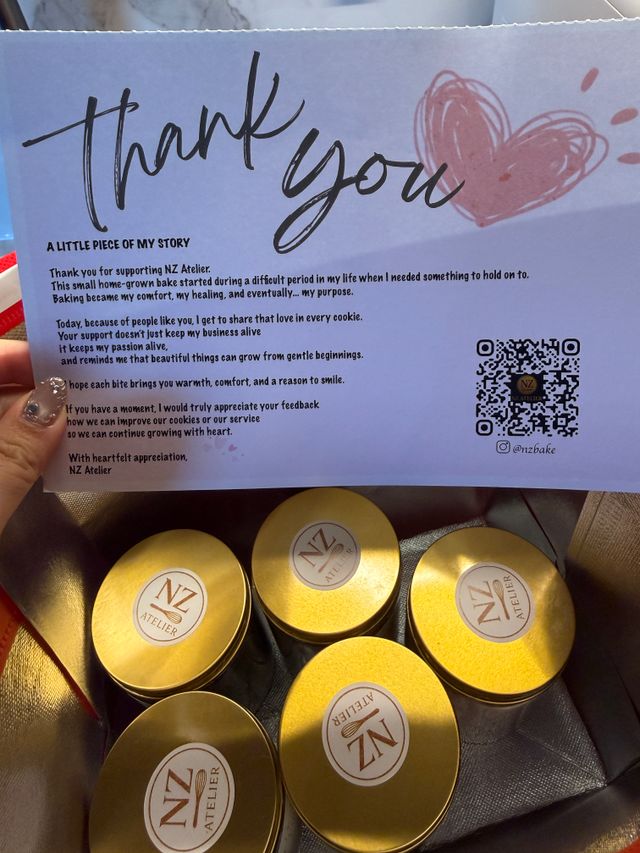 Thank you
A LITTLE PIECE OF MY STORY
Thank you for supporting NZ Atelier.
This small home-grown bake started during a difficult period in my life when I needed something to hold on to.
Baking became my comfort, my healing, and eventually... my purpose.
Today, because of people like you, I get to share that love in every cookie.
Your support doesn't just keep my business alive
it keeps my passion alive,
and reminds me that beautiful things can grow from gentle beginnings.
I hope each bite brings you warmth, comfort, and a reason to smile.
If you have a moment, I would truly appreciate your feedback
how we can improve our cookies or our service
so we can continue growing with heart.
With heartfelt appreciation,
NZ Atelier
NZ
ATELIER
@nzbake
NZ
ATELIER
NZ
ATELIER
NZ
ATELIER
NZ
ATELIER
NZ
ATELIER